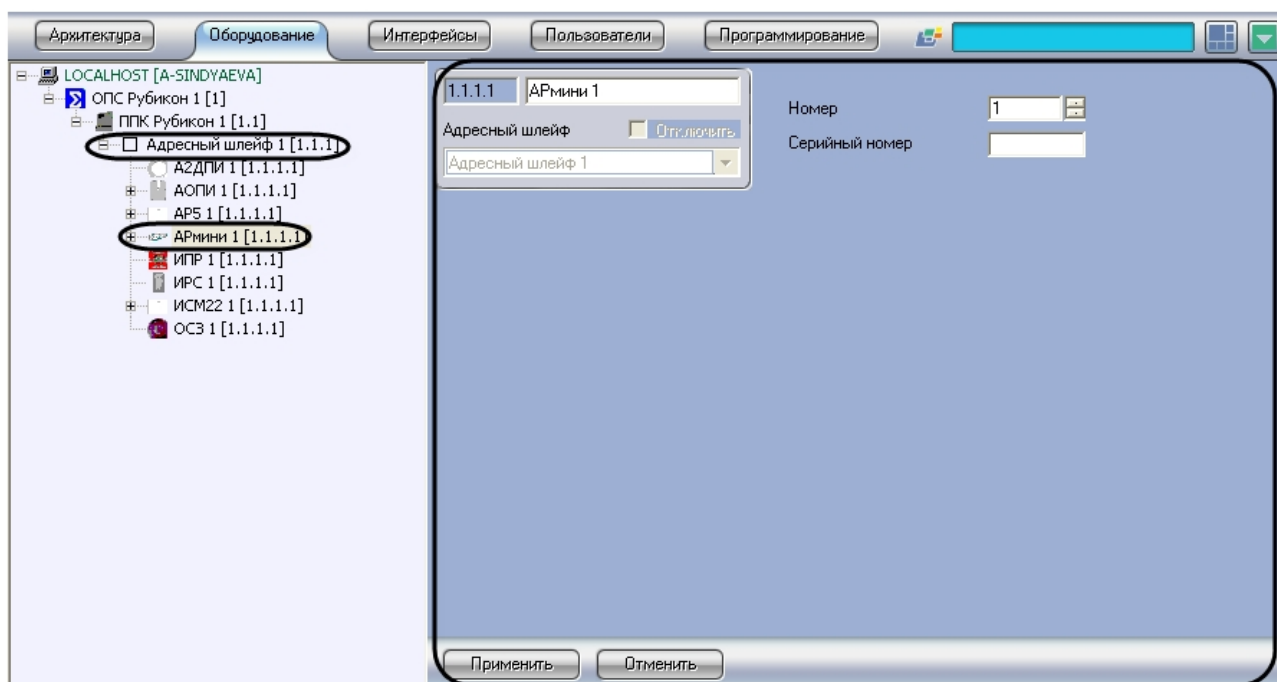 Архитектура Оборудование Интерфейсы Пользователи Программирование
LOCALHOST [A-SINDYAEVA]
ОПС Рубикон 1 [1]
ППК Рубикон 1 [1.1]
Адресный шлейф 1 [1.1.1]
А2ДПИ 1 [1.1.1.1]
АОПИ 1 [1.1.1.1]
АР5 1 [1.1.1.1]
АРмини 1 [1.1.1.1
ИПР 1 [1.1.1.1]
ИРС 1 [1.1.1.1]
ИСМ22 1 [1.1.1.1]
ОСЗ 1 [1.1.1.1]
1.1.1.1 АРмини 1
Адресный шлейф Отключить
Адресный шлейф 1
Номер 1
Серийный номер
Применить Отменить